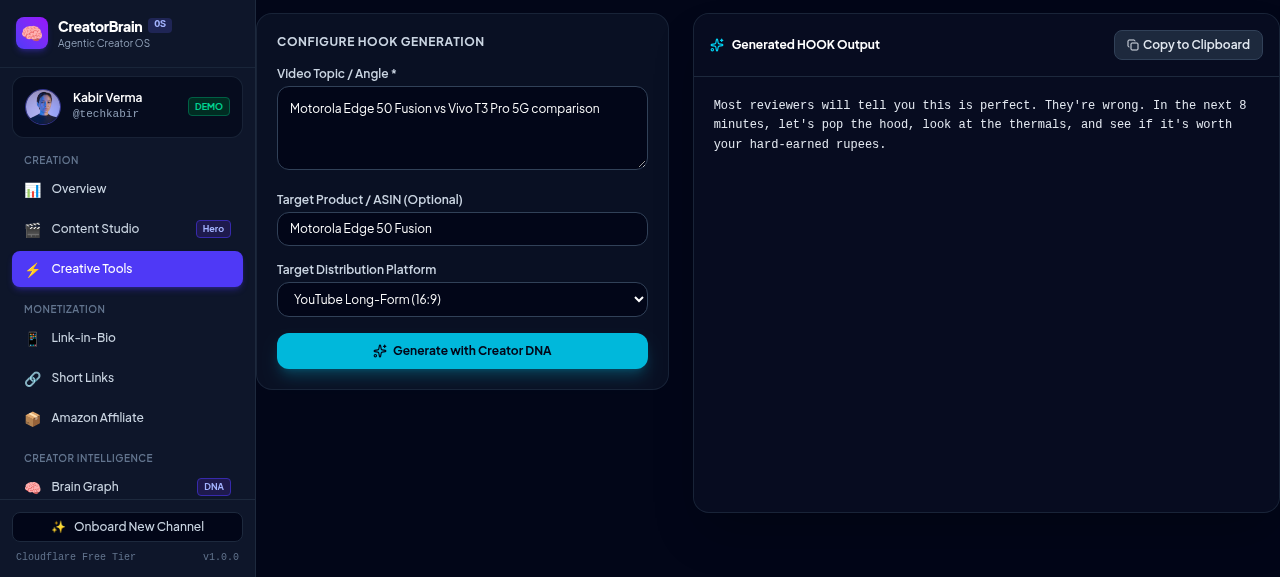 CreatorBrain OS
Agentic Creator OS
Kabir Verma
@techkabir
DEMO
CREATION
Overview
Content Studio Hero
Creative Tools
MONETIZATION
Link-in-Bio
Short Links
Amazon Affiliate
CREATOR INTELLIGENCE
Brain Graph DNA
Onboard New Channel
Cloudflare Free Tier v1.0.0
CONFIGURE HOOK GENERATION
Video Topic / Angle *
Motorola Edge 50 Fusion vs Vivo T3 Pro 5G comparison
Target Product / ASIN (Optional)
Motorola Edge 50 Fusion
Target Distribution Platform
YouTube Long-Form (16:9)
Generate with Creator DNA
Generated HOOK Output
Copy to Clipboard
Most reviewers will tell you this is perfect. They're wrong. In the next 8
minutes, let's pop the hood, look at the thermals, and see if it's worth
your hard-earned rupees.